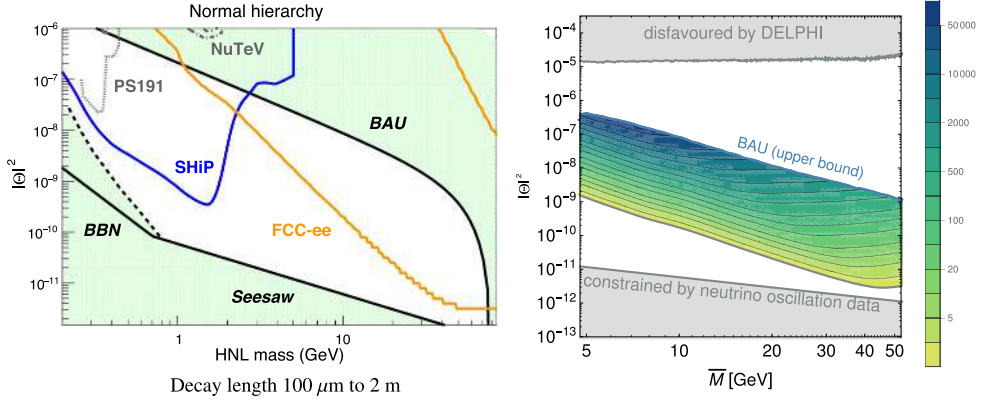 Normal hierarchy
10⁻⁶
10⁻⁷
10⁻⁸
10⁻⁹
10⁻¹⁰
10⁻¹¹
|Θ|²
NuTeV
PS191
BAU
SHiP
FCC-ee
BBN
Seesaw
1
10
HNL mass (GeV)
Decay length 100 μm to 2 m
10⁻⁴
10⁻⁵
10⁻⁶
10⁻⁷
10⁻⁸
10⁻⁹
10⁻¹⁰
10⁻¹¹
10⁻¹²
10⁻¹³
|Θ|²
disfavoured by DELPHI
BAU (upper bound)
constrained by neutrino oscillation data
5 10 20 30 40 50
M̅ [GeV]
50 000
10 000
2000
500
100
20
5